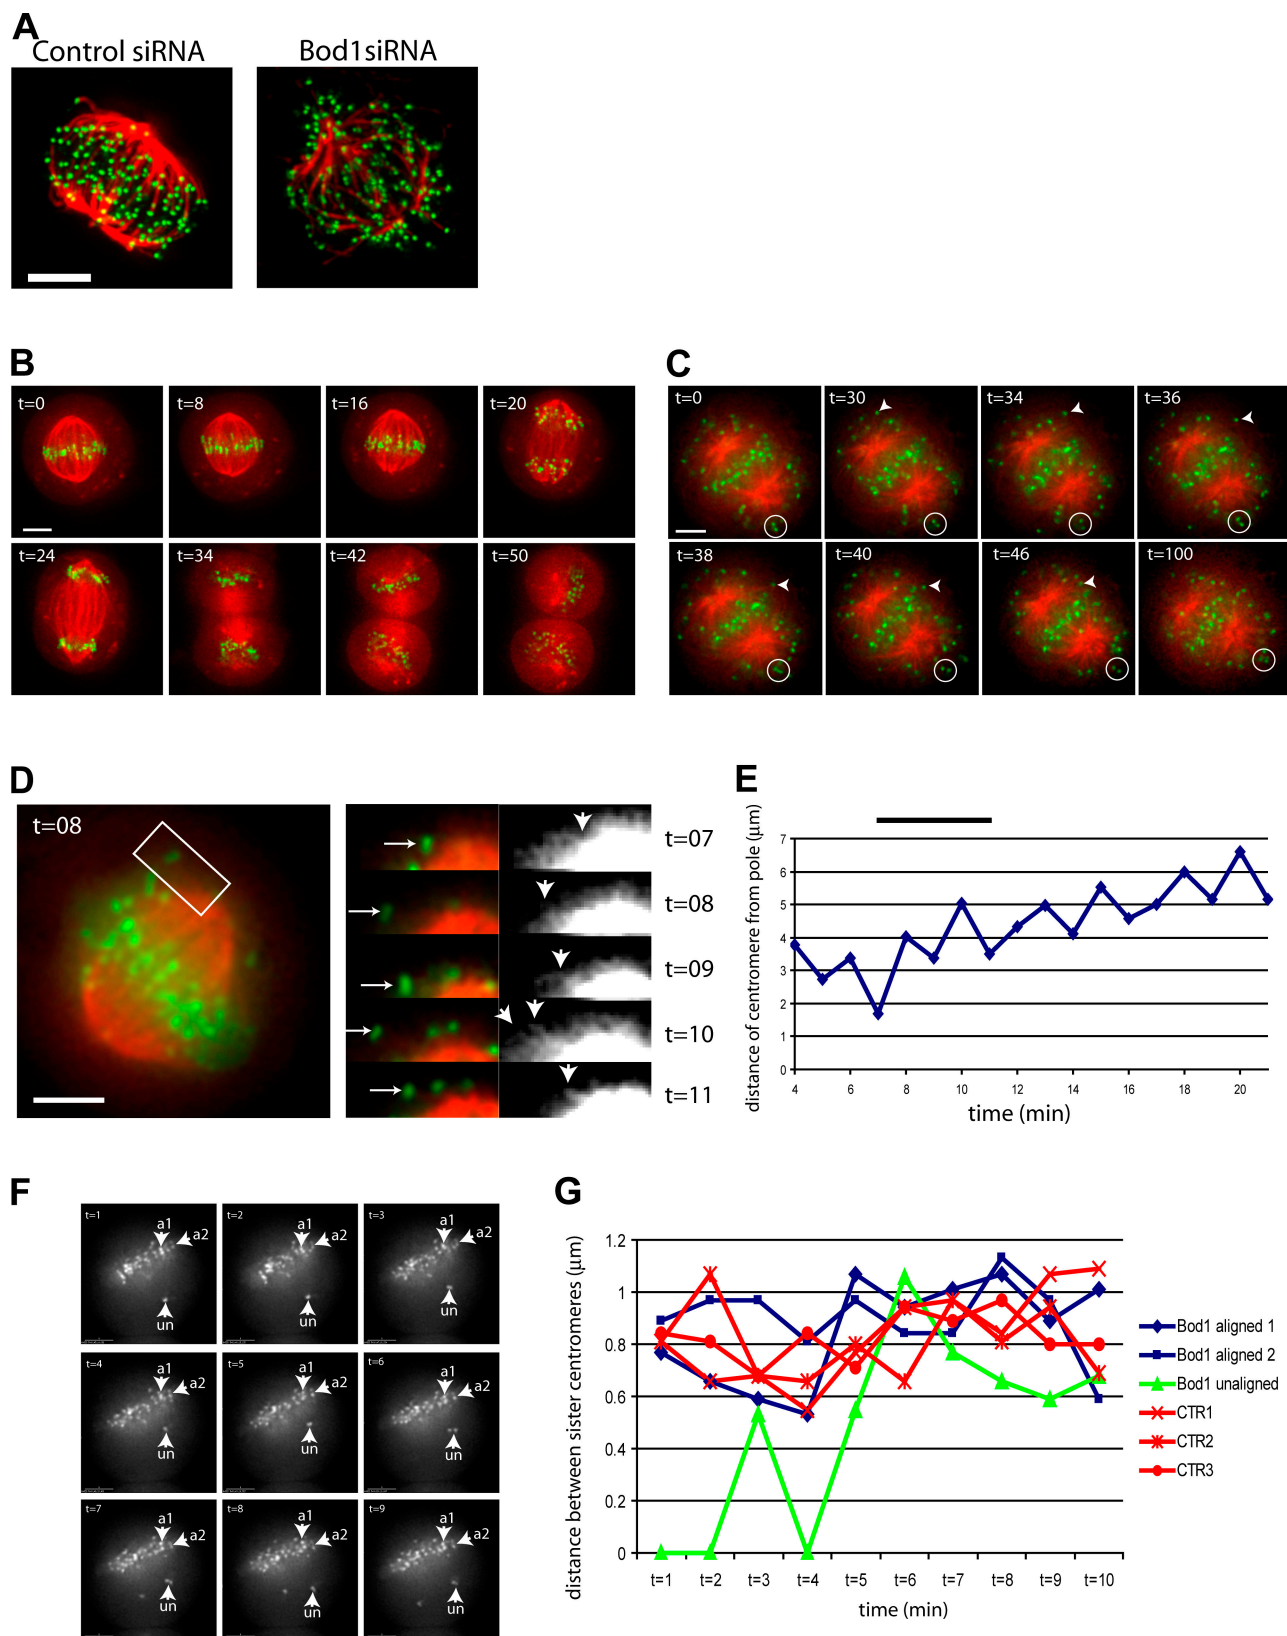 A
Control siRNA
Bod1siRNA
B
t=0
t=8
t=16
t=20
t=24
t=34
t=42
t=50
C
t=0
t=30
t=34
t=36
t=38
t=40
t=46
t=100
D
t=08
t=07
t=08
t=09
t=10
t=11
E
distance of centromere from pole (μm)
7
6
5
4
3
2
1
0
4
6
8
10
12
14
16
18
20
time (min)
F
t=1
a1
a2
un
t=2
a1
a2
un
t=3
a1
a2
un
t=4
a1
a2
un
t=5
a1
a2
un
t=6
a1
a2
un
t=7
a1
a2
un
t=8
a1
a2
un
t=9
a1
a2
un
G
distance between sister centromeres (μm)
1.2
1
0.8
0.6
0.4
0.2
0
t=1
t=2
t=3
t=4
t=5
t=6
t=7
t=8
t=9
t=10
time (min)
Bod1 aligned 1
Bod1 aligned 2
Bod1 unaligned
CTR1
CTR2
CTR3